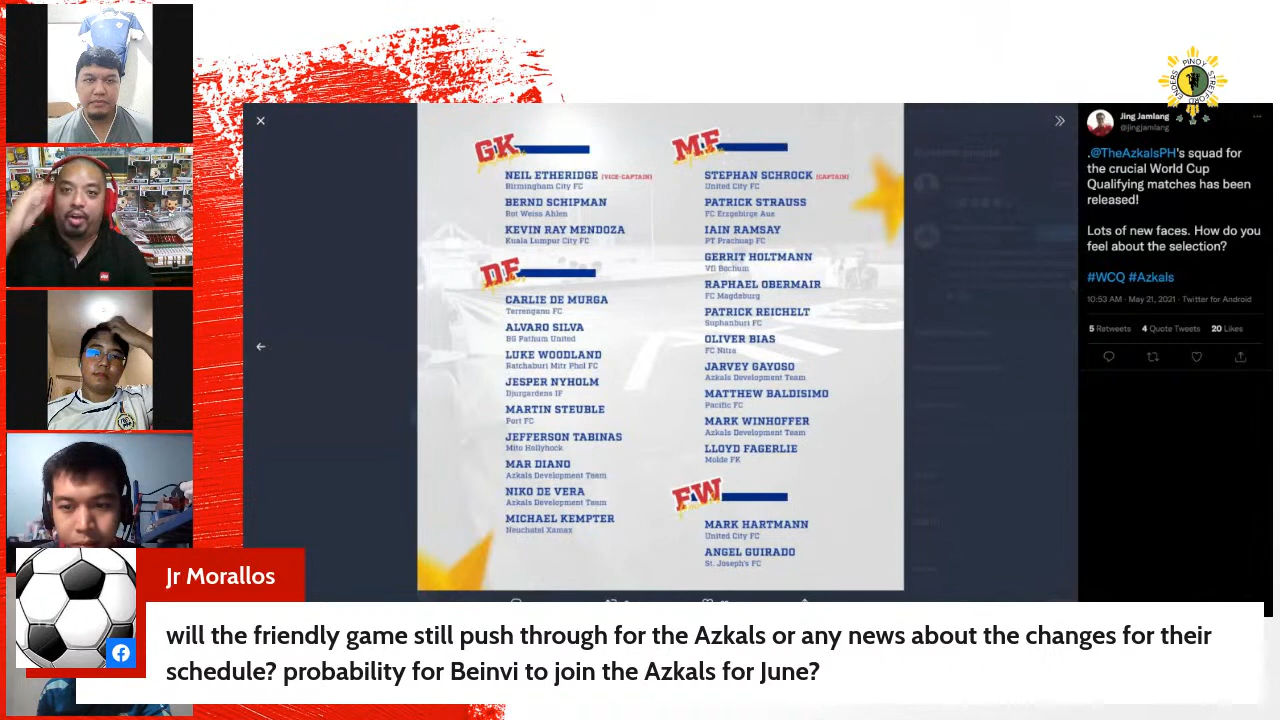 PINOY STRETFORD ENDERS
GK
NEIL ETHERIDGE (VICE-CAPTAIN)
Birmingham City FC
BERND SCHIPMAN
Rot Weiss Ahlen
KEVIN RAY MENDOZA
Kuala Lumpur City FC
DF
CARLIE DE MURGA
Terengganu FC
ALVARO SILVA
BG Pathum United
LUKE WOODLAND
Ratchaburi Mitr Phol FC
JESPER NYHOLM
Djurgardens IF
MARTIN STEUBLE
Port FC
JEFFERSON TABINAS
Mito Hollyhock
MAR DIANO
Azkals Development Team
NIKO DE VERA
Azkals Development Team
MICHAEL KEMPTER
Neuchatel Xamax
MF
STEPHAN SCHROCK (CAPTAIN)
United City FC
PATRICK STRAUSS
FC Erzgebirge Aue
IAIN RAMSAY
PT Prachuap FC
GERRIT HOLTMANN
Vfl Bochum
RAPHAEL OBERMAIR
FC Magdeburg
PATRICK REICHELT
Suphanburi FC
OLIVER BIAS
FC Nitra
JARVEY GAYOSO
Azkals Development Team
MATTHEW BALDISIMO
Pacific FC
MARK WINHOFFER
Azkals Development Team
LLOYD FAGERLIE
Molde FK
FW
MARK HARTMANN
United City FC
ANGEL GUIRADO
St. Joseph's FC
Jing Jamlang
@jingjamlang
.@TheAzkalsPH's squad for
the crucial World Cup
Qualifying matches has been
released!
Lots of new faces. How do you
feel about the selection?
#WCQ #Azkals
10:53 AM · May 21, 2021 · Twitter for Android
5 Retweets 4 Quote Tweets 20 Likes
Jr Morallos
will the friendly game still push through for the Azkals or any news about the changes for their
schedule? probability for Beinvi to join the Azkals for June?